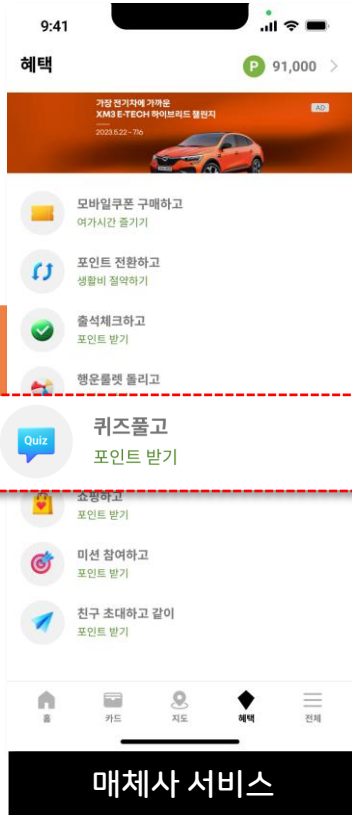 9:41
혜택
P 91,000 >
가장 전기차에 가까운
XM3 E-TECH 하이브리드 챌린지
2023.5.22 - 7.16
AD
모바일쿠폰 구매하고
여가시간 즐기기
포인트 전환하고
생활비 절약하기
출석체크하고
포인트 받기
행운룰렛 돌리고
Quiz
퀴즈풀고
포인트 받기
쇼핑하고
포인트 받기
미션 참여하고
포인트 받기
친구 초대하고 같이
포인트 받기
홈
카드
지도
혜택
전체
매체사 서비스